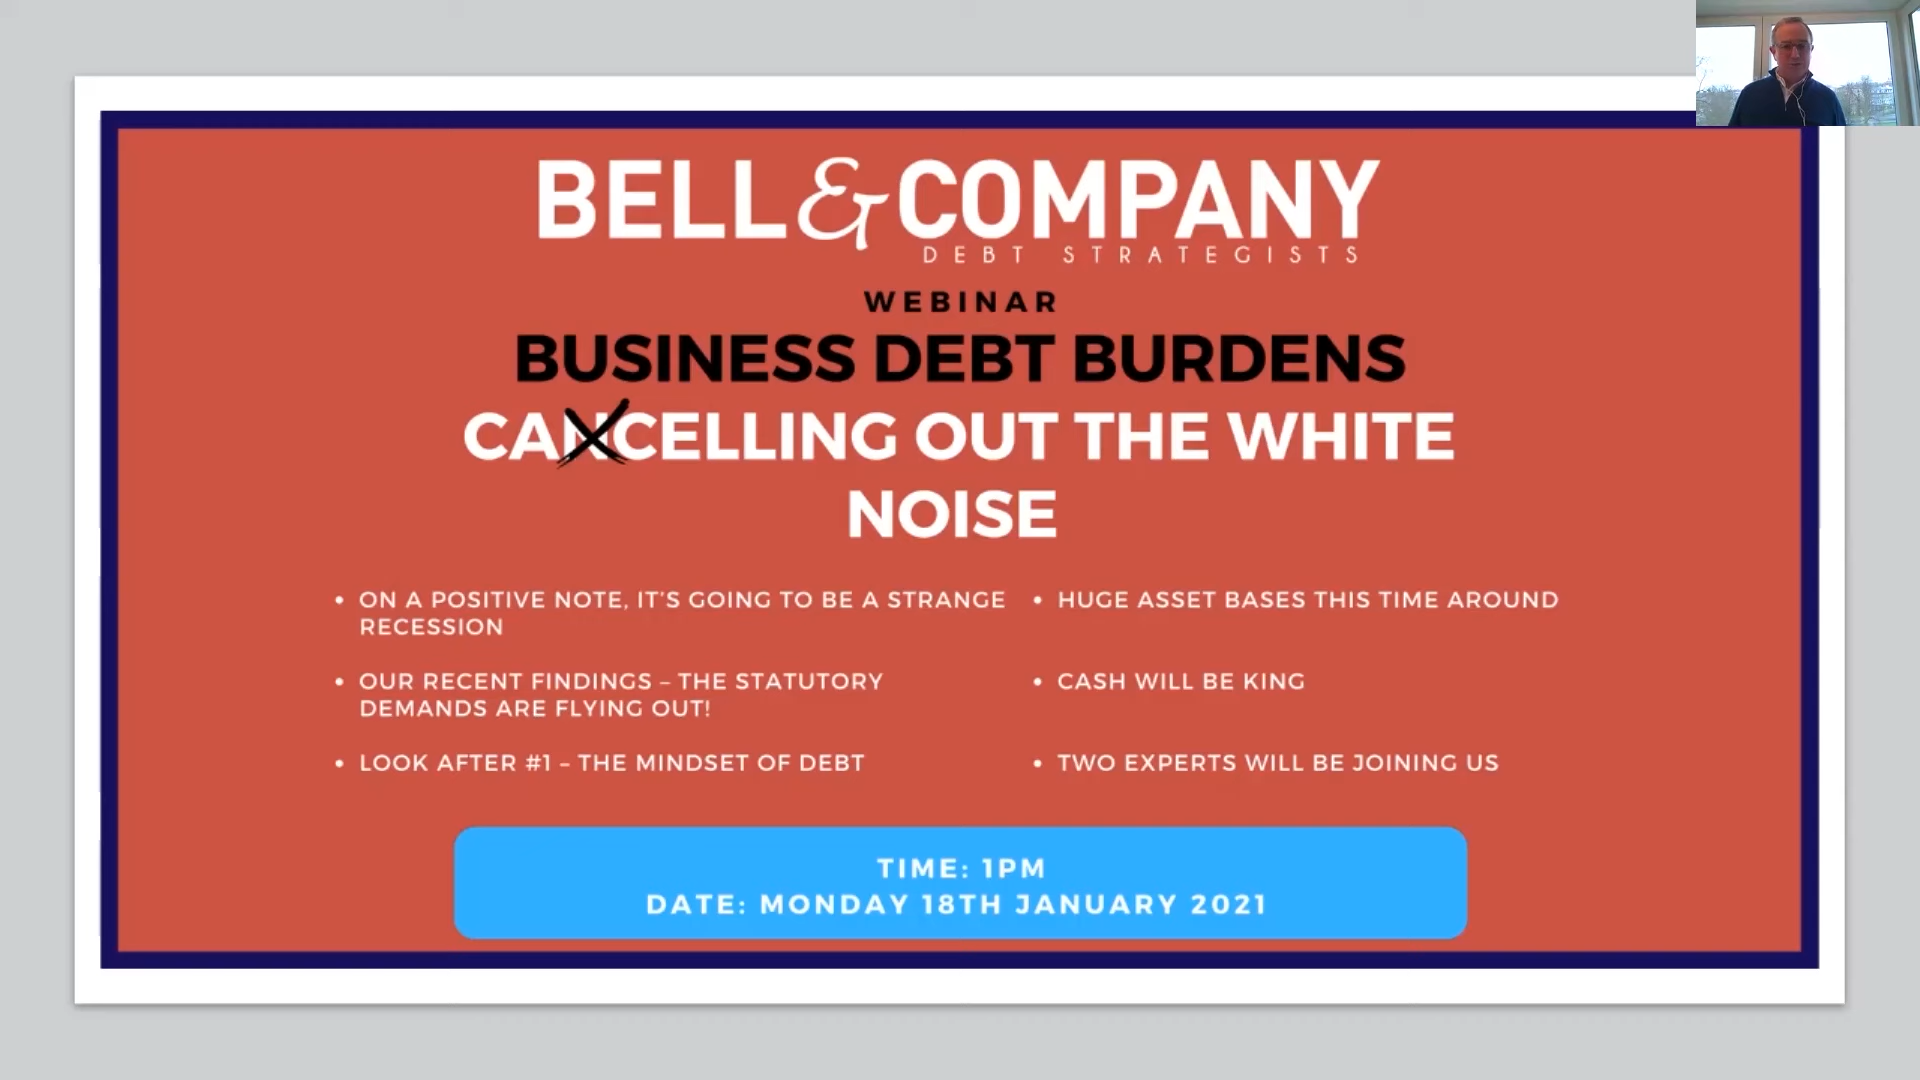 BELL & COMPANY
DEBT STRATEGISTS
WEBINAR
BUSINESS DEBT BURDENS
CANCELLING OUT THE WHITE
NOISE
• ON A POSITIVE NOTE, IT'S GOING TO BE A STRANGE
RECESSION
• OUR RECENT FINDINGS – THE STATUTORY
DEMANDS ARE FLYING OUT!
• LOOK AFTER #1 – THE MINDSET OF DEBT
• HUGE ASSET BASES THIS TIME AROUND
• CASH WILL BE KING
• TWO EXPERTS WILL BE JOINING US
TIME: 1PM
DATE: MONDAY 18TH JANUARY 2021